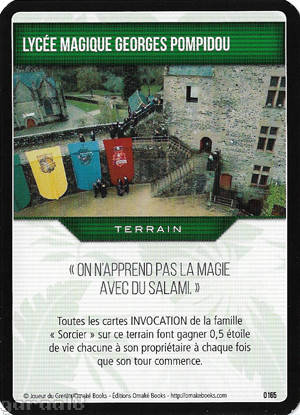 LYCÉE MAGIQUE GEORGES POMPIDOU
TERRAIN
« ON N'APPREND PAS LA MAGIE
AVEC DU SALAMI. »
Toutes les cartes INVOCATION de la famille
« Sorcier » sur ce terrain font gagner 0,5 étoile
de vie chacune à son propriétaire à chaque fois
que son tour commence.
© Joueur du Grenier/Omaké Books - Éditions Omaké Books - http://omakebooks.com
0165